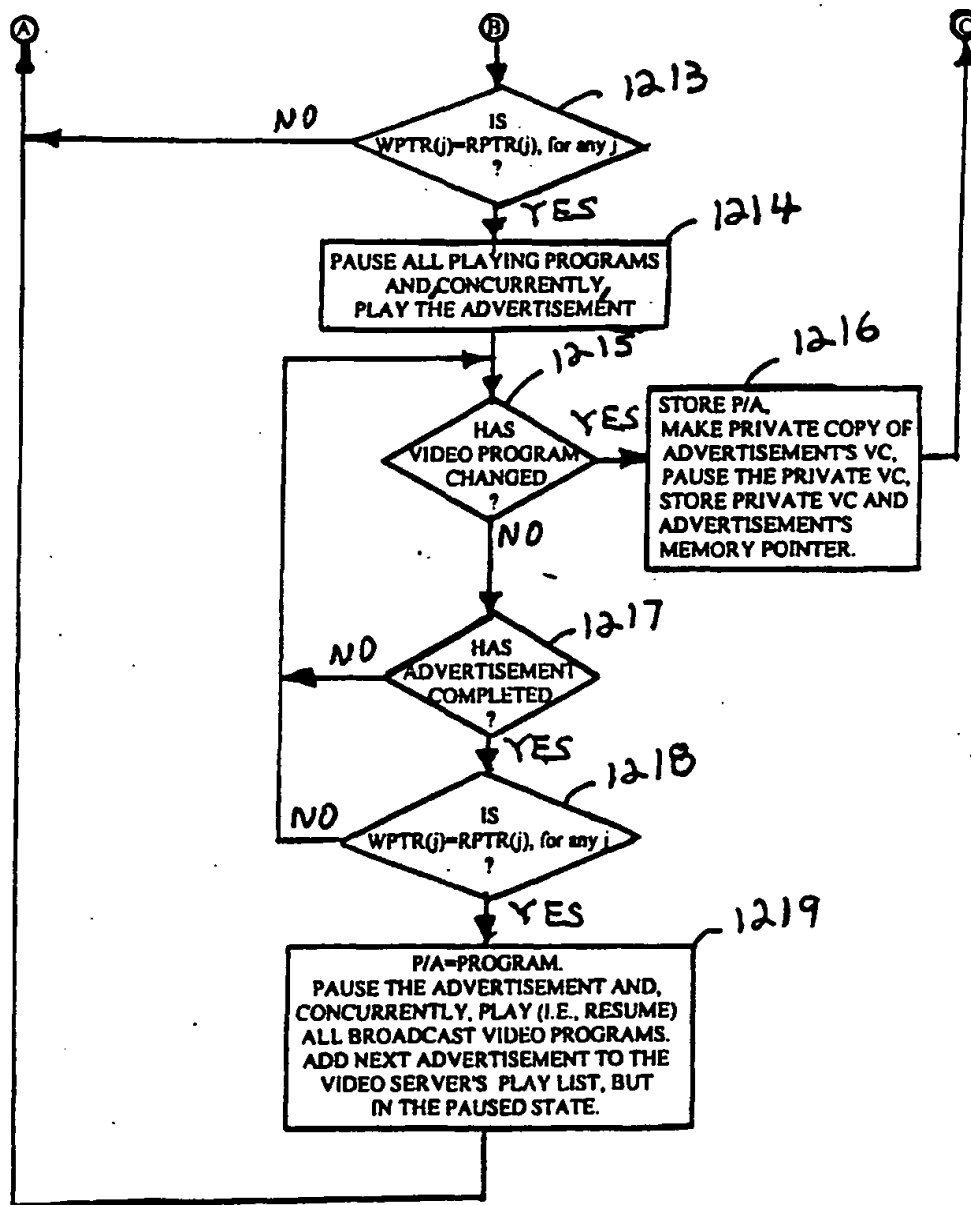 A
B
C
1213
NO
IS
WPTR(j)=RPTR(j), for any j
?
YES
1214
PAUSE ALL PLAYING PROGRAMS
AND, CONCURRENTLY,
PLAY THE ADVERTISEMENT
1215
1216
HAS
VIDEO PROGRAM
CHANGED
?
YES
STORE P/A,
MAKE PRIVATE COPY OF
ADVERTISEMENT'S VC,
PAUSE THE PRIVATE VC,
STORE PRIVATE VC AND
ADVERTISEMENT'S
MEMORY POINTER.
NO
1217
NO
HAS
ADVERTISEMENT
COMPLETED
?
YES
1218
NO
IS
WPTR(j)=RPTR(j), for any j
?
YES
1219
P/A=PROGRAM.
PAUSE THE ADVERTISEMENT AND,
CONCURRENTLY, PLAY (I.E., RESUME)
ALL BROADCAST VIDEO PROGRAMS.
ADD NEXT ADVERTISEMENT TO THE
VIDEO SERVER'S PLAY LIST, BUT
IN THE PAUSED STATE.